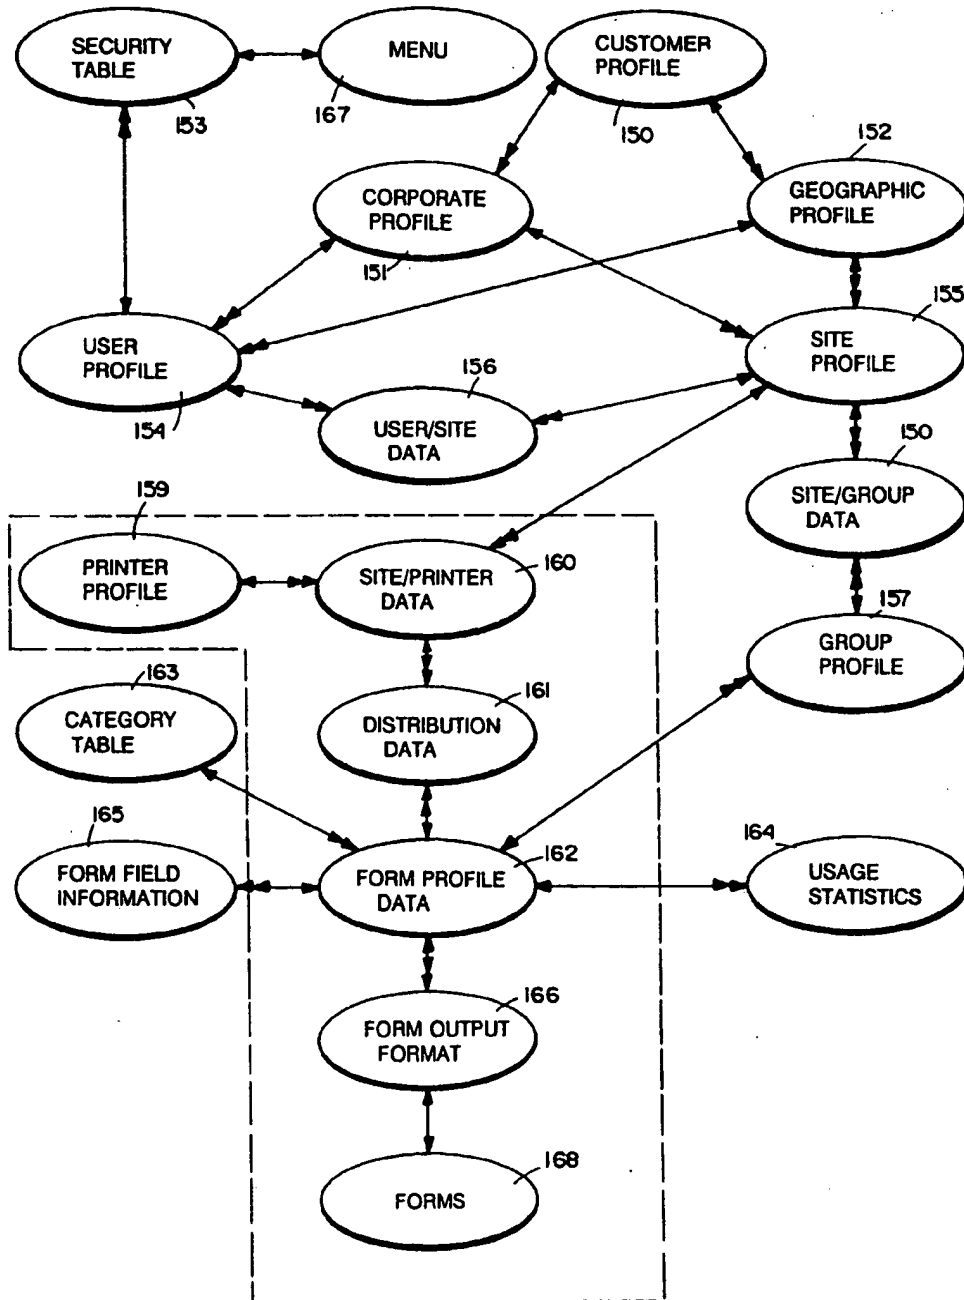 SECURITY
TABLE
153
MENU
167
CUSTOMER
PROFILE
150
152
GEOGRAPHIC
PROFILE
CORPORATE
PROFILE
151
155
SITE
PROFILE
USER
PROFILE
154
156
USER/SITE
DATA
150
SITE/GROUP
DATA
159
PRINTER
PROFILE
SITE/PRINTER
DATA
160
157
GROUP
PROFILE
163
CATEGORY
TABLE
161
DISTRIBUTION
DATA
165
FORM FIELD
INFORMATION
162
FORM PROFILE
DATA
164
USAGE
STATISTICS
166
FORM OUTPUT
FORMAT
168
FORMS